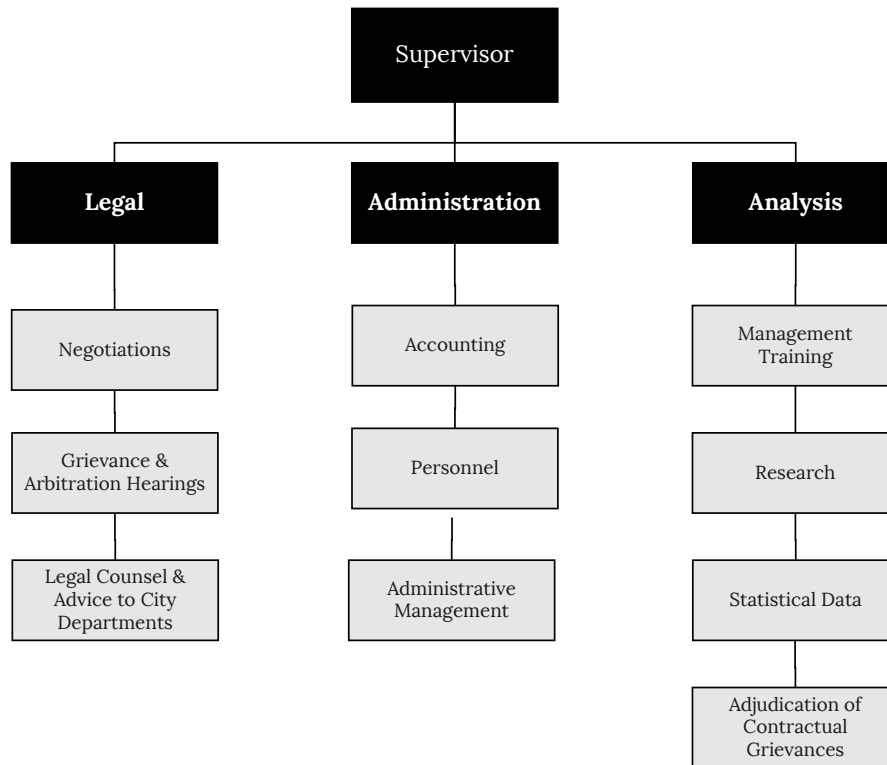 Supervisor
Legal
Administration
Analysis
Negotiations
Accounting
Management
Training
Grievance &
Arbitration Hearings
Personnel
Research
Legal Counsel &
Advice to City
Departments
Administrative
Management
Statistical Data
Adjudication of
Contractual
Grievances